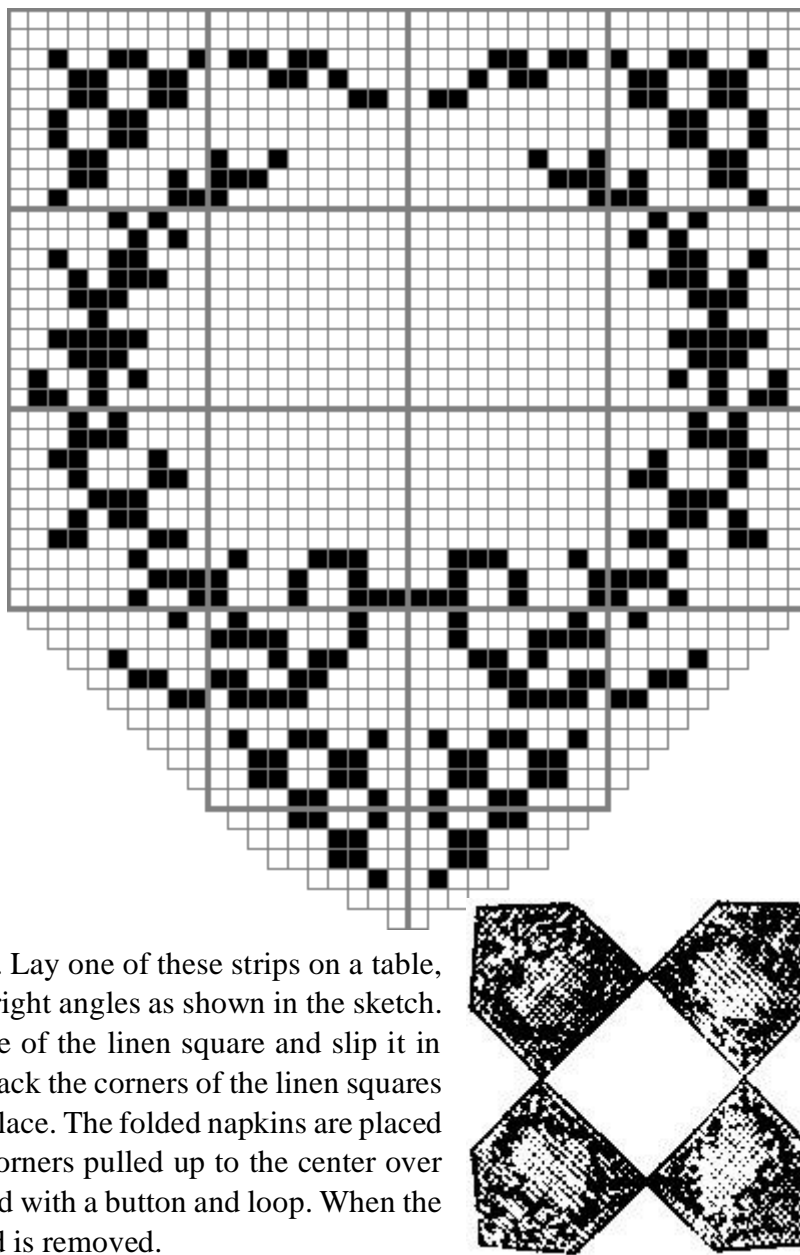 . Lay one of these strips on a table,
right angles as shown in the sketch.
e of the linen square and slip it in
ack the corners of the linen squares
lace. The folded napkins are placed
orners pulled up to the center over
d with a button and loop. When the
d is removed.